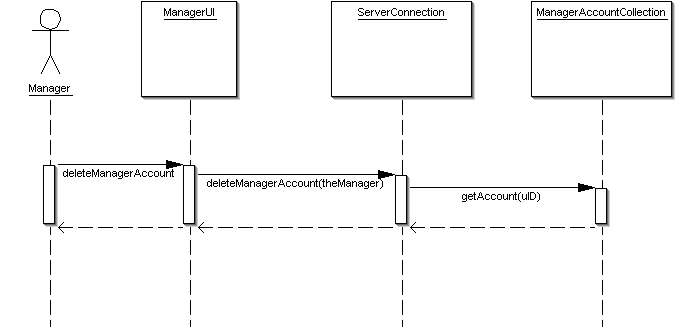 ManagerUI
ServerConnection
ManagerAccountCollection
Manager
deleteManagerAccount
deleteManagerAccount(theManager)
getAccount(uID)